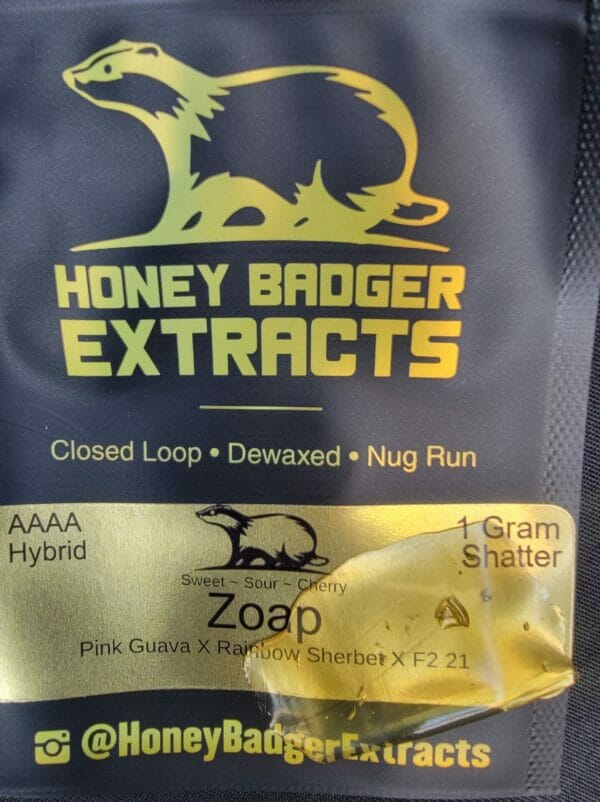 HONEY BADGER
EXTRACTS
Closed Loop • Dewaxed • Nug Run
AAAA
Hybrid
1 Gram
Shatter
Sweet ~ Sour ~ Cherry
Zoap
Pink Guava X Rainbow Sherbet X F2 21
@HoneyBadgerExtracts